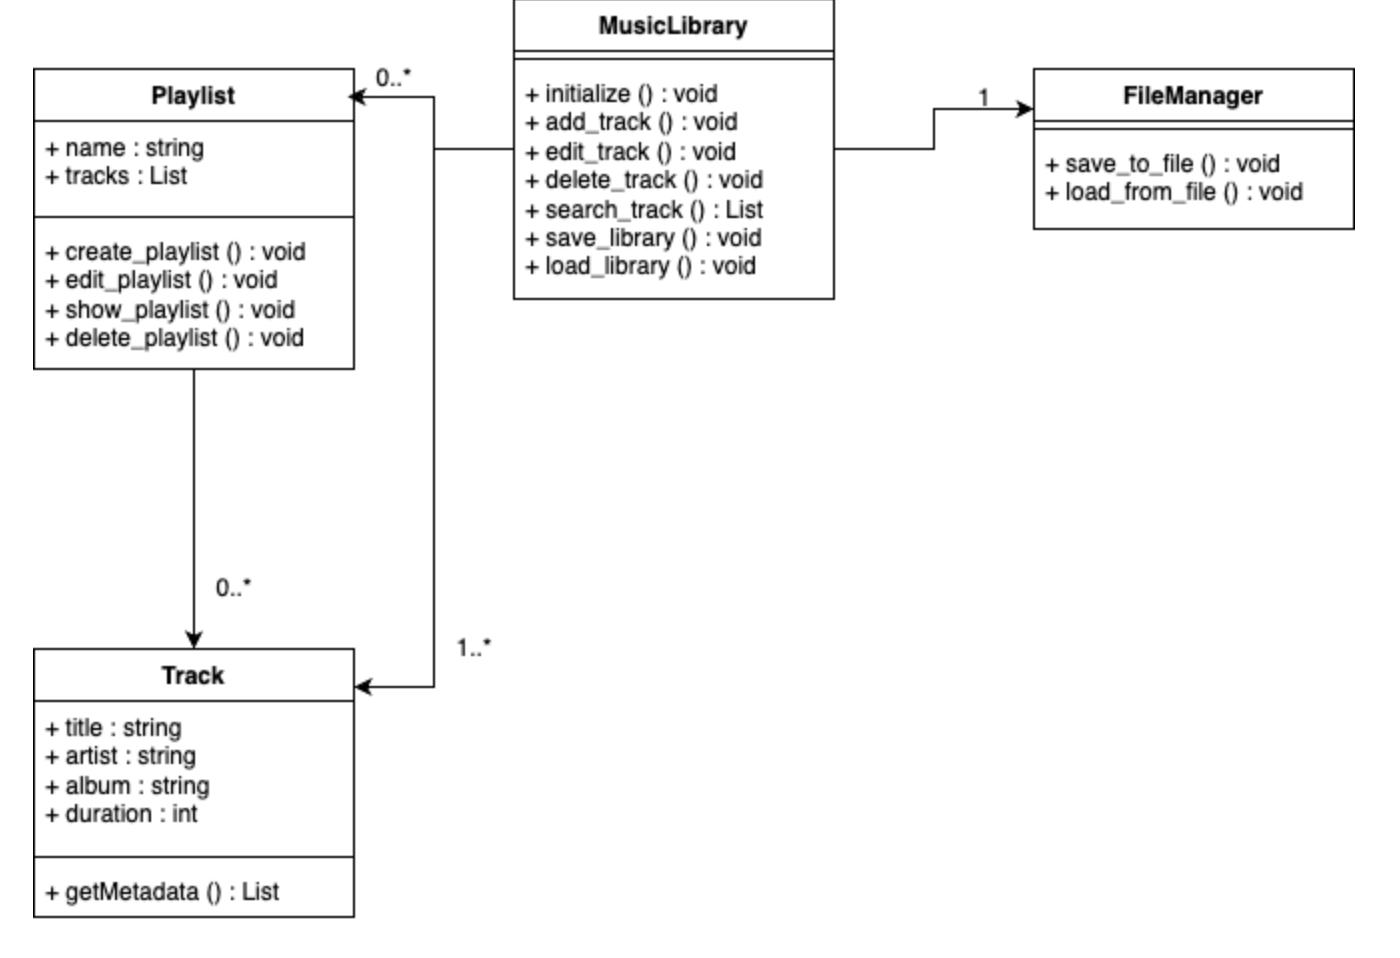 MusicLibrary
+ initialize () : void
+ add_track () : void
+ edit_track () : void
+ delete_track () : void
+ search_track () : List
+ save_library () : void
+ load_library () : void
0..*
Playlist
+ name : string
+ tracks : List
+ create_playlist () : void
+ edit_playlist () : void
+ show_playlist () : void
+ delete_playlist () : void
1
FileManager
+ save_to_file () : void
+ load_from_file () : void
0..*
1..*
Track
+ title : string
+ artist : string
+ album : string
+ duration : int
+ getMetadata () : List